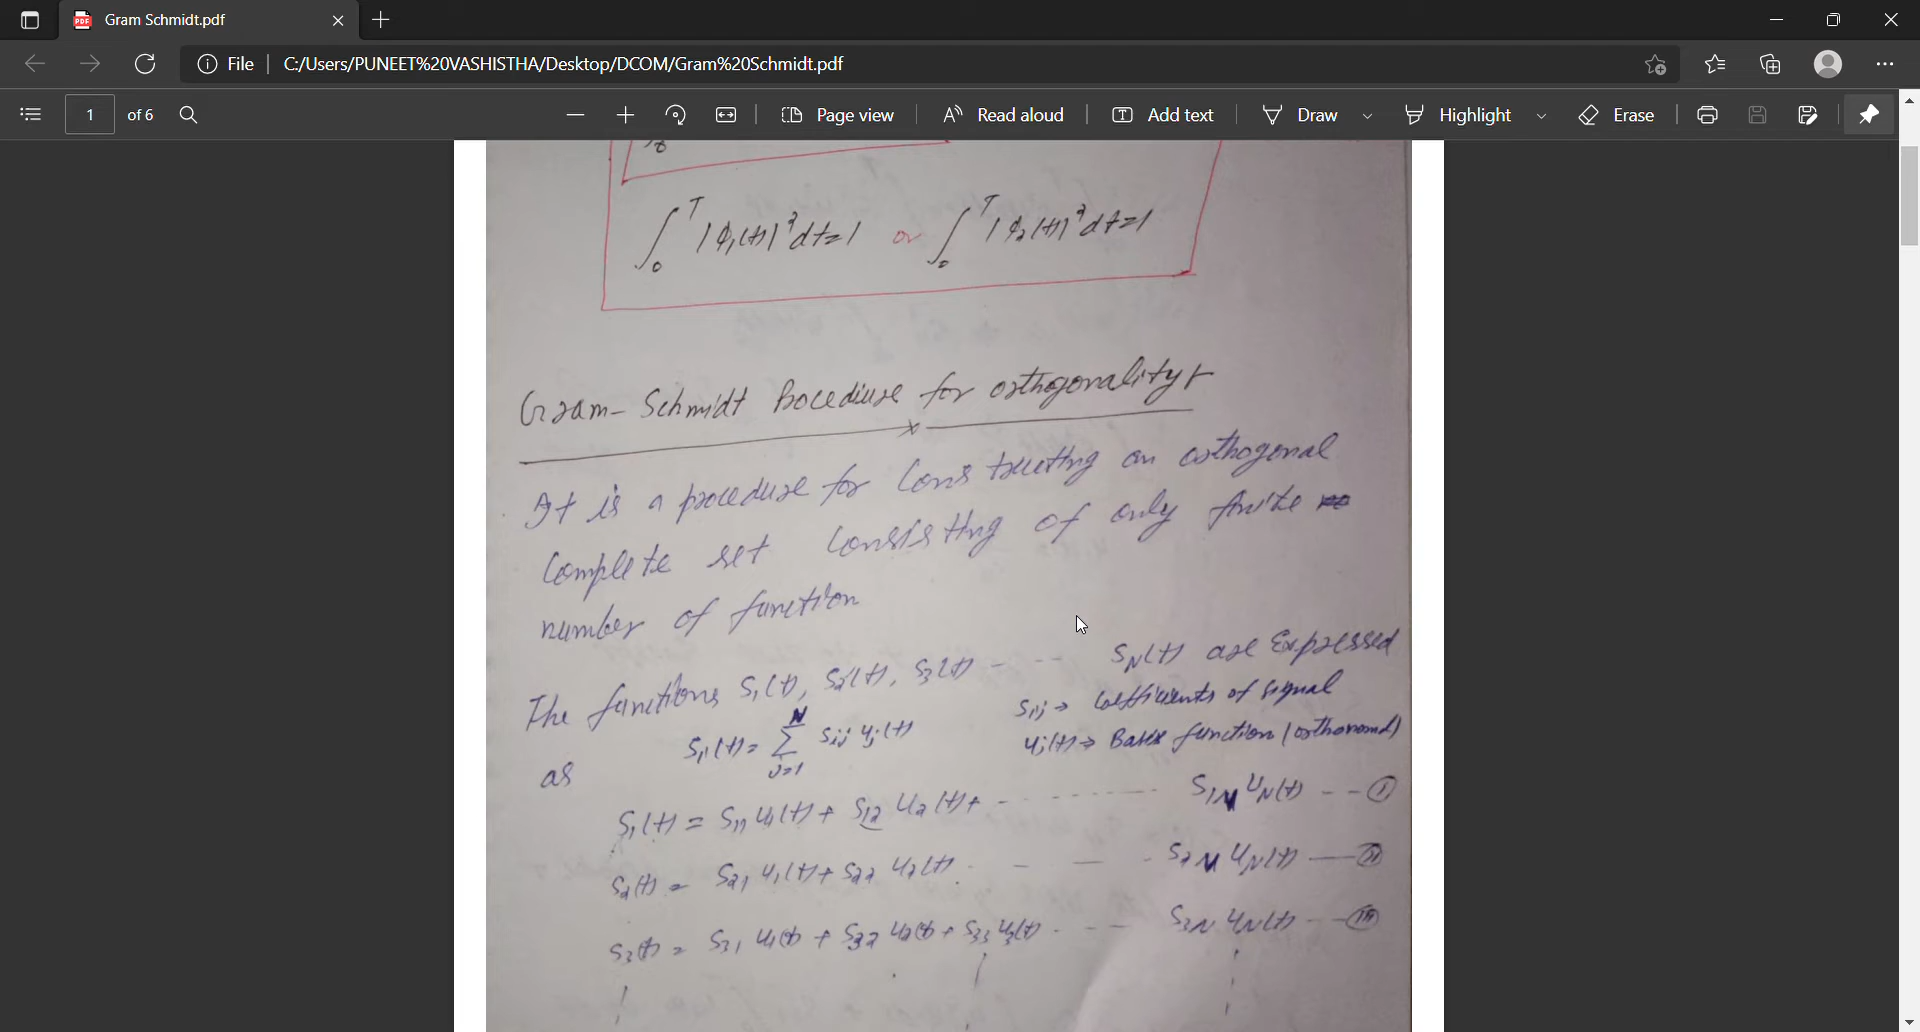 Gram Schmidt.pdf
File C:/Users/PUNEET%20VASHISTHA/Desktop/DCOM/Gram%20Schmidt.pdf
1 of 6 Page view Read aloud Add text Draw Highlight Erase
∫₀ᵀ |φ₁(t)|² dt=1 or ∫₀ᵀ |φ₂(t)|² dt=1
Gram-Schmidt Procedure for orthogonality
It is a procedure for constructing an orthogonal
complete set consisting of only finite
number of function
The functions S₁(t), S₂(t), S₃(t) - - - - - Sₙ(t) are Expressed
as Sᵢ(t) = Σ_{j=1}^{N} sᵢⱼ uⱼ(t)
sᵢⱼ → coefficients of signal
uⱼ(t) → Basis function (orthonormal)
S₁(t) = S₁₁ u₁(t) + S₁₂ u₂(t) + - - - - - S₁N uN(t) - - (I)
S₂(t) = S₂₁ u₁(t) + S₂₂ u₂(t) - - - S₂N uN(t) — (II)
S₃(t) = S₃₁ u₁(t) + S₃₂ u₂(t) + S₃₃ u₃(t) - - - S₃N uN(t) - - (III)